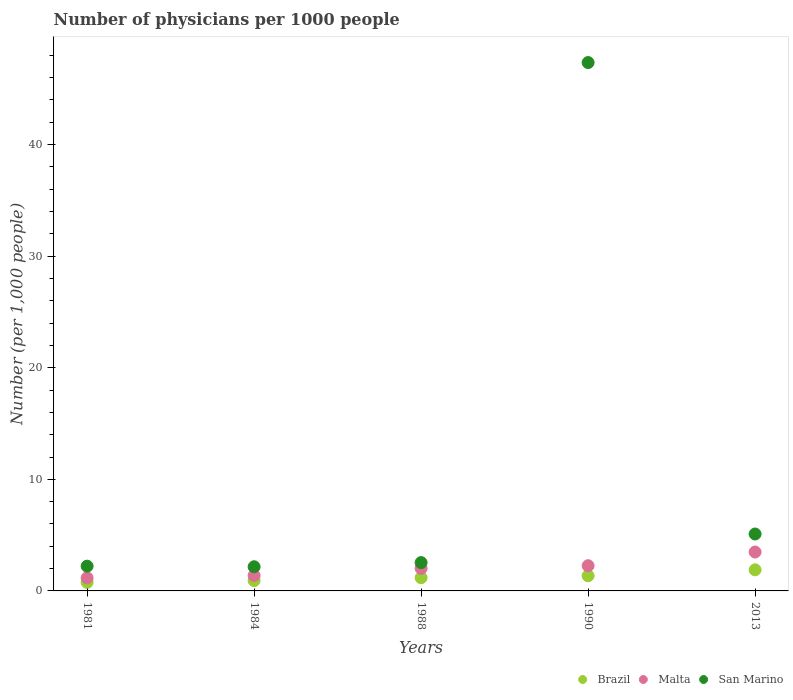 Number of physicians per 1000 people
Number (per 1,000 people)
40
30
20
10
0
1981
1984
1988
1990
2013
Years
Brazil
Malta
San Marino